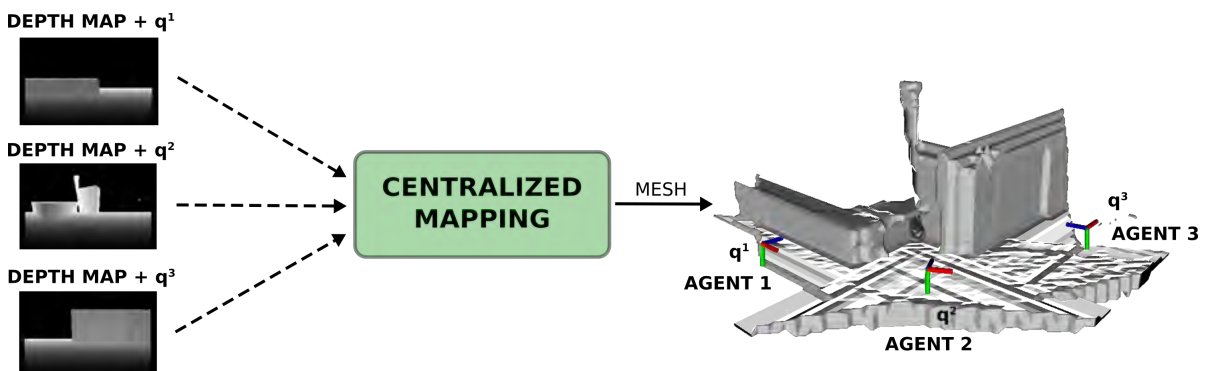 DEPTH MAP + q¹
DEPTH MAP + q²
DEPTH MAP + q³
CENTRALIZED
MAPPING
MESH
q¹
AGENT 1
q²
AGENT 2
q³
AGENT 3